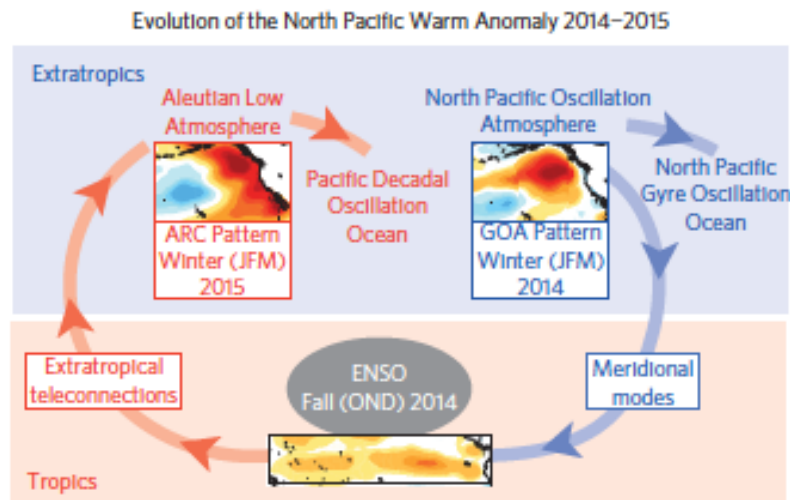 Evolution of the North Pacific Warm Anomaly 2014–2015
Extratropics
Aleutian Low
Atmosphere
Pacific Decadal
Oscillation
Ocean
ARC Pattern
Winter (JFM)
2015
North Pacific Oscillation
Atmosphere
North Pacific
Gyre Oscillation
Ocean
GOA Pattern
Winter (JFM)
2014
Extratropical
teleconnections
ENSO
Fall (OND) 2014
Meridional
modes
Tropics